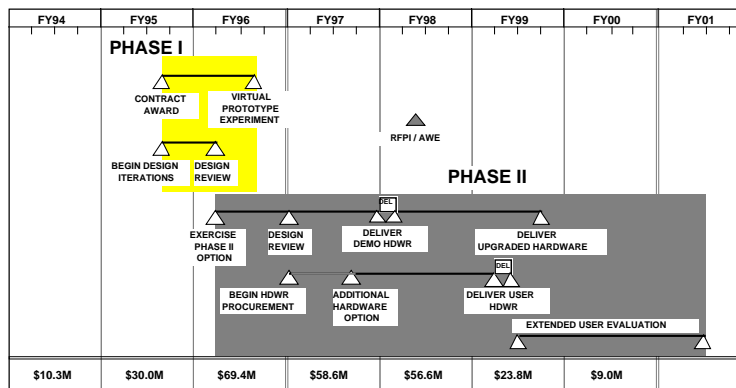 FY94 FY95 FY96 FY97 FY98 FY99 FY00 FY01
PHASE I
CONTRACT
AWARD
VIRTUAL
PROTOTYPE
EXPERIMENT
RFPI / AWE
BEGIN DESIGN
ITERATIONS
DESIGN
REVIEW
PHASE II
DEL
EXERCISE
PHASE II
OPTION
DESIGN
REVIEW
DELIVER
DEMO HDWR
DELIVER
UPGRADED HARDWARE
DEL
BEGIN HDWR
PROCUREMENT
ADDITIONAL
HARDWARE
OPTION
DELIVER USER
HDWR
EXTENDED USER EVALUATION
$10.3M $30.0M $69.4M $58.6M $56.6M $23.8M $9.0M